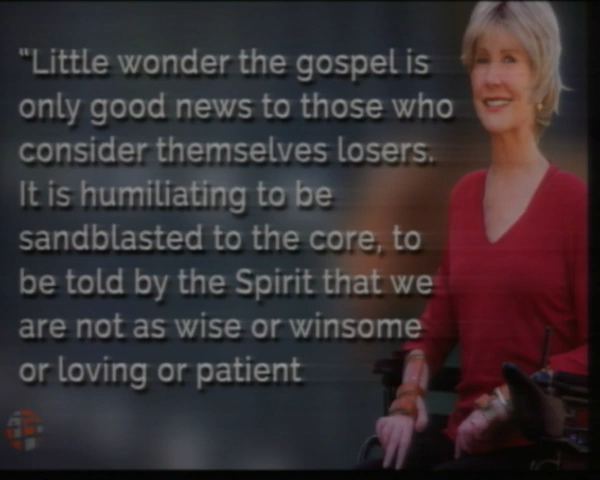 “Little wonder the gospel is
only good news to those who
consider themselves losers.
It is humiliating to be
sandblasted to the core, to
be told by the Spirit that we
are not as wise or winsome
or loving or patient